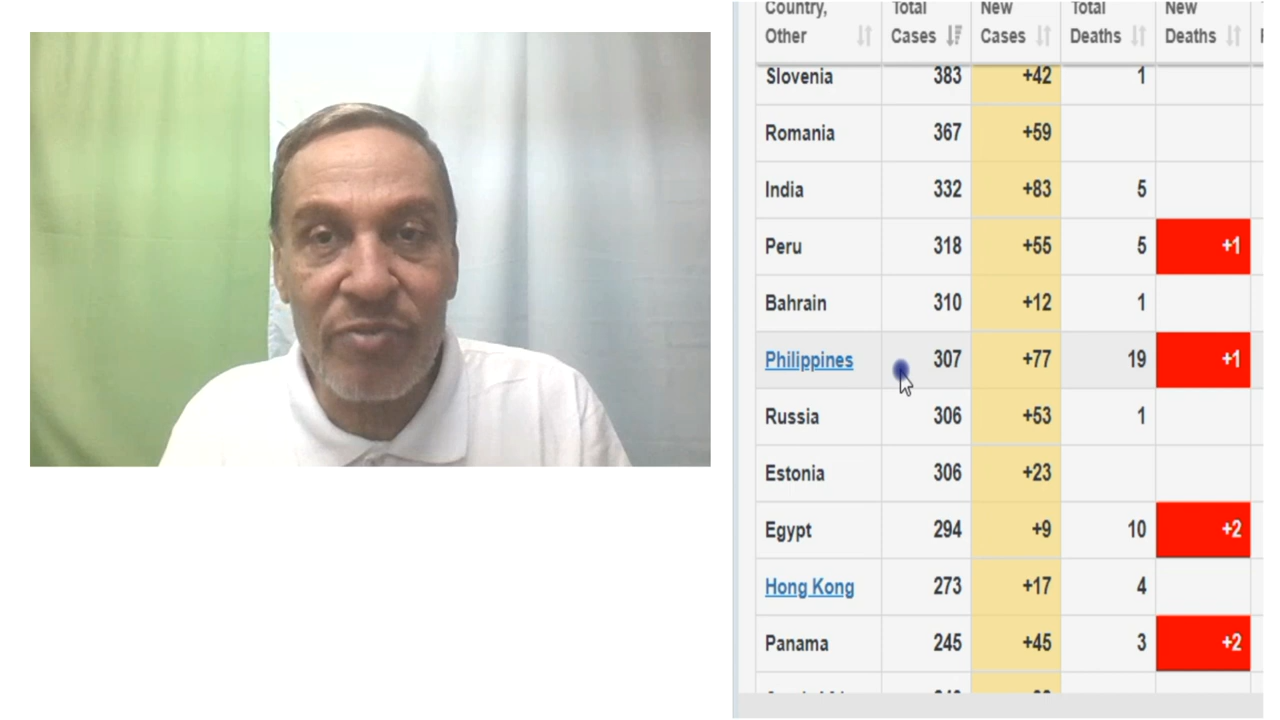 Country, Total New Total New
Other Cases Cases Deaths Deaths
Slovenia 383 +42 1
Romania 367 +59
India 332 +83 5
Peru 318 +55 5 +1
Bahrain 310 +12 1
Philippines 307 +77 19 +1
Russia 306 +53 1
Estonia 306 +23
Egypt 294 +9 10 +2
Hong Kong 273 +17 4
Panama 245 +45 3 +2